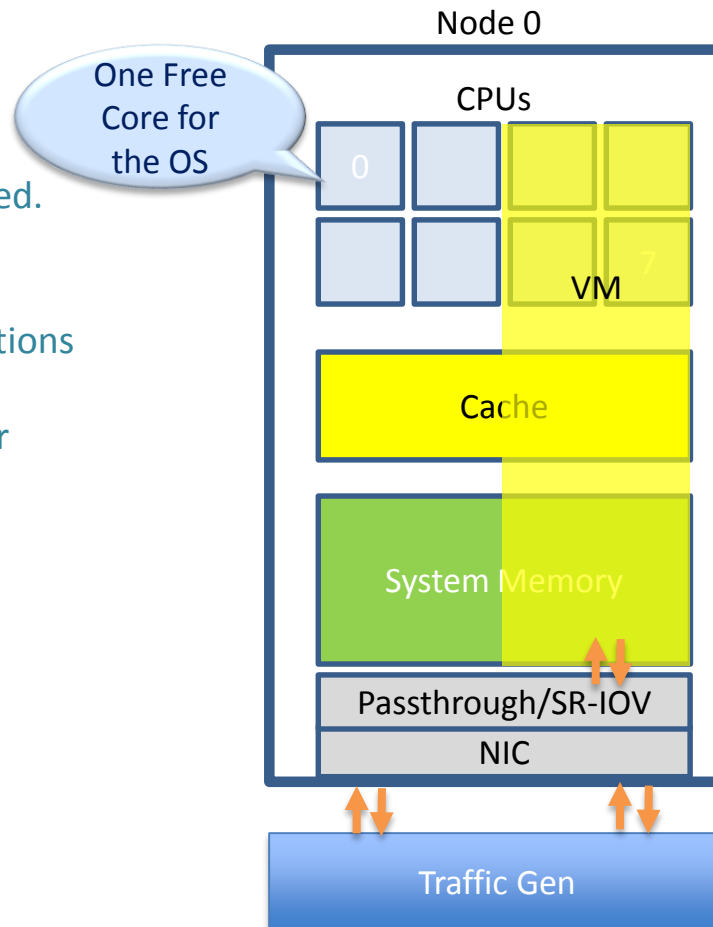 Node 0
One Free
Core for
the OS
CPUs
0
ed.
7
VM
tions
Cache
r
System Memory
Passthrough/SR-IOV
NIC
Traffic Gen